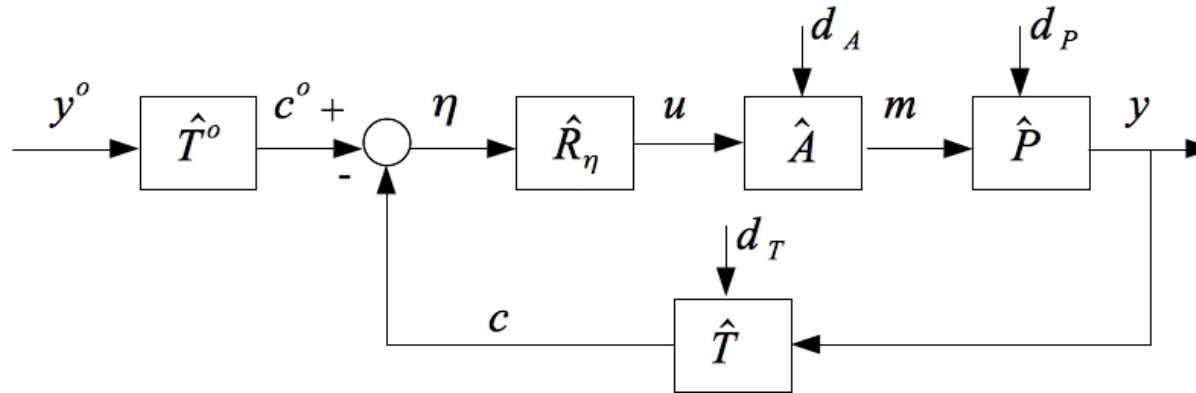 d_A
d_P
y^o
c^o +
η
u
m
y
T̂^o
R̂_η
Â
P̂
-
d_T
c
T̂